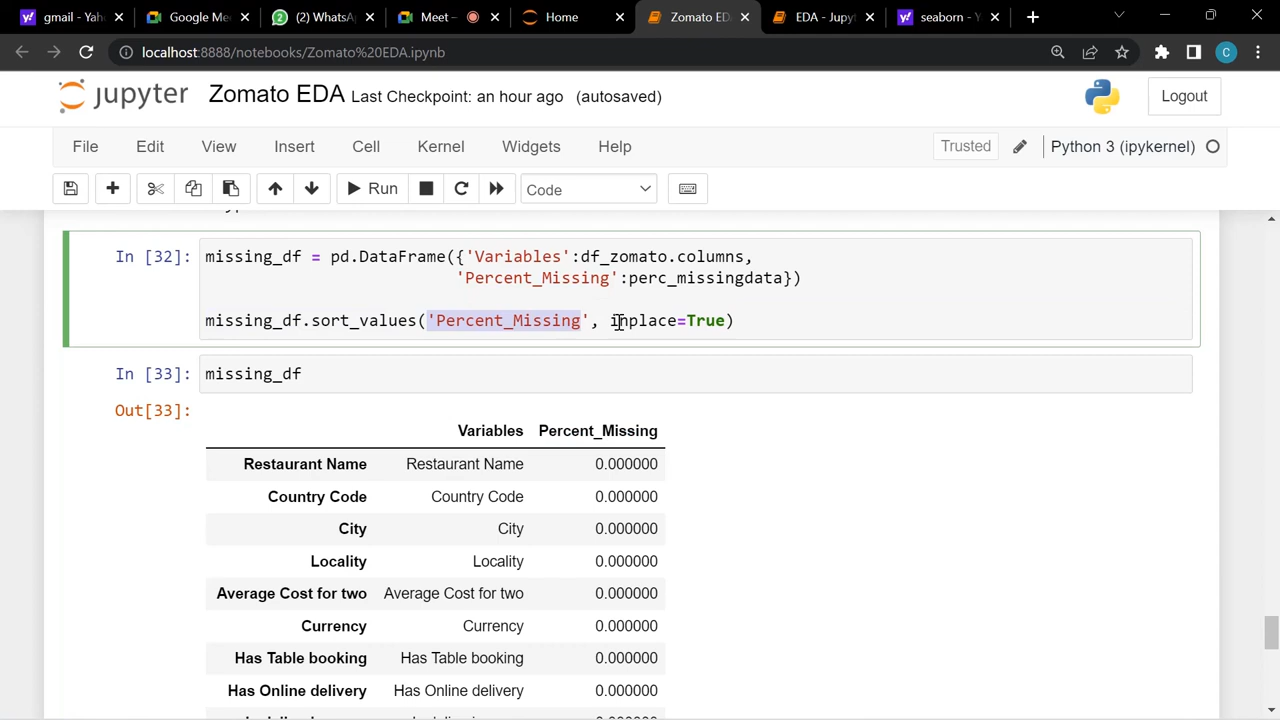 gmail - Yaho
Google Mee
(2) WhatsA
Meet –
Home
Zomato EDA
EDA - Jupyt
seaborn - Y
localhost:8888/notebooks/Zomato%20EDA.ipynb
C
jupyter Zomato EDA Last Checkpoint: an hour ago (autosaved)
Logout
File Edit View Insert Cell Kernel Widgets Help
Trusted
Python 3 (ipykernel)
Run
Code
In [32]: missing_df = pd.DataFrame({'Variables':df_zomato.columns,
'Percent_Missing':perc_missingdata})
missing_df.sort_values('Percent_Missing', inplace=True)
In [33]: missing_df
Out[33]:
Variables Percent_Missing
Restaurant Name Restaurant Name 0.000000
Country Code Country Code 0.000000
City City 0.000000
Locality Locality 0.000000
Average Cost for two Average Cost for two 0.000000
Currency Currency 0.000000
Has Table booking Has Table booking 0.000000
Has Online delivery Has Online delivery 0.000000